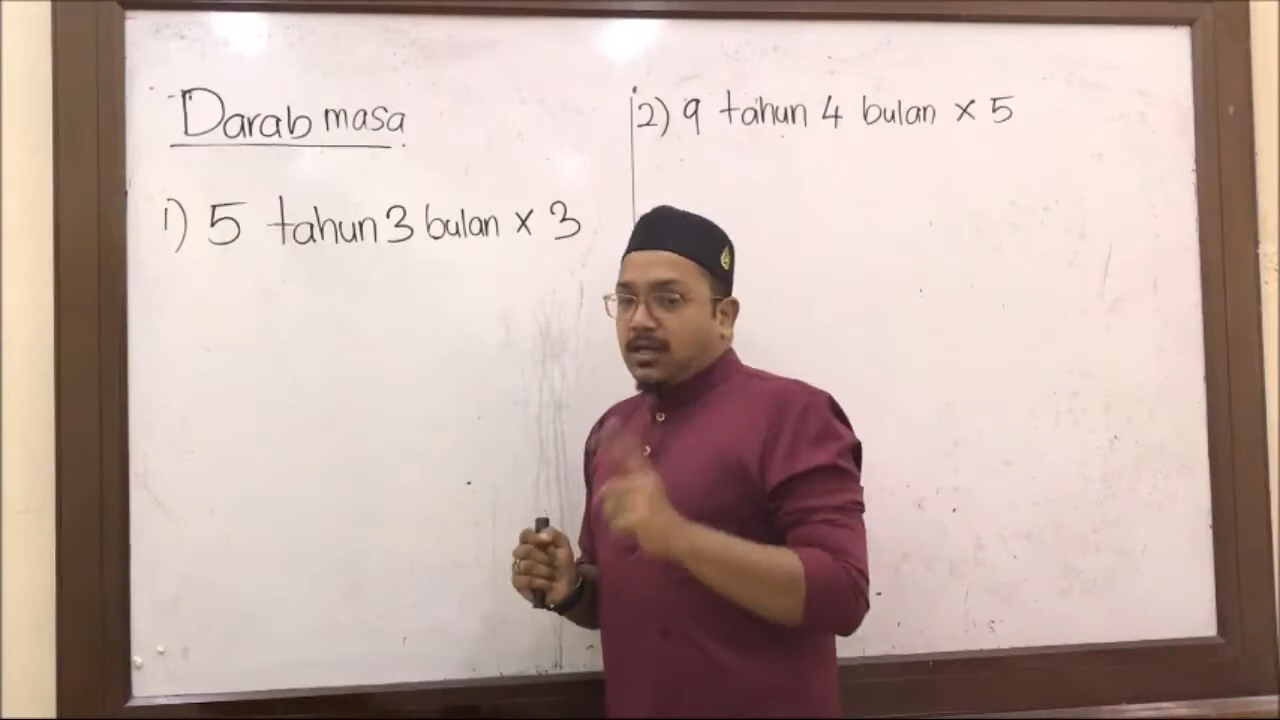 Darab masa
1) 5 tahun 3 bulan × 3
2) 9 tahun 4 bulan × 5